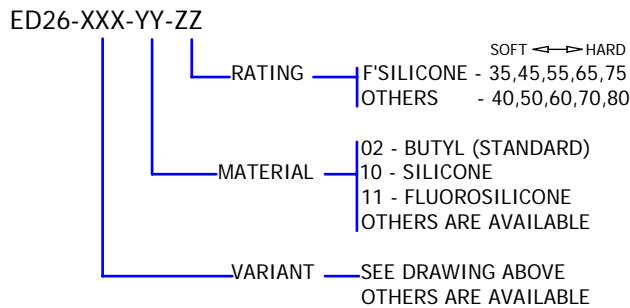 ED26-XXX-YY-ZZ
SOFT HARD
RATING F'SILICONE - 35,45,55,65,75
OTHERS - 40,50,60,70,80
02 - BUTYL (STANDARD)
MATERIAL 10 - SILICONE
11 - FLUOROSILICONE
OTHERS ARE AVAILABLE
VARIANT SEE DRAWING ABOVE
OTHERS ARE AVAILABLE